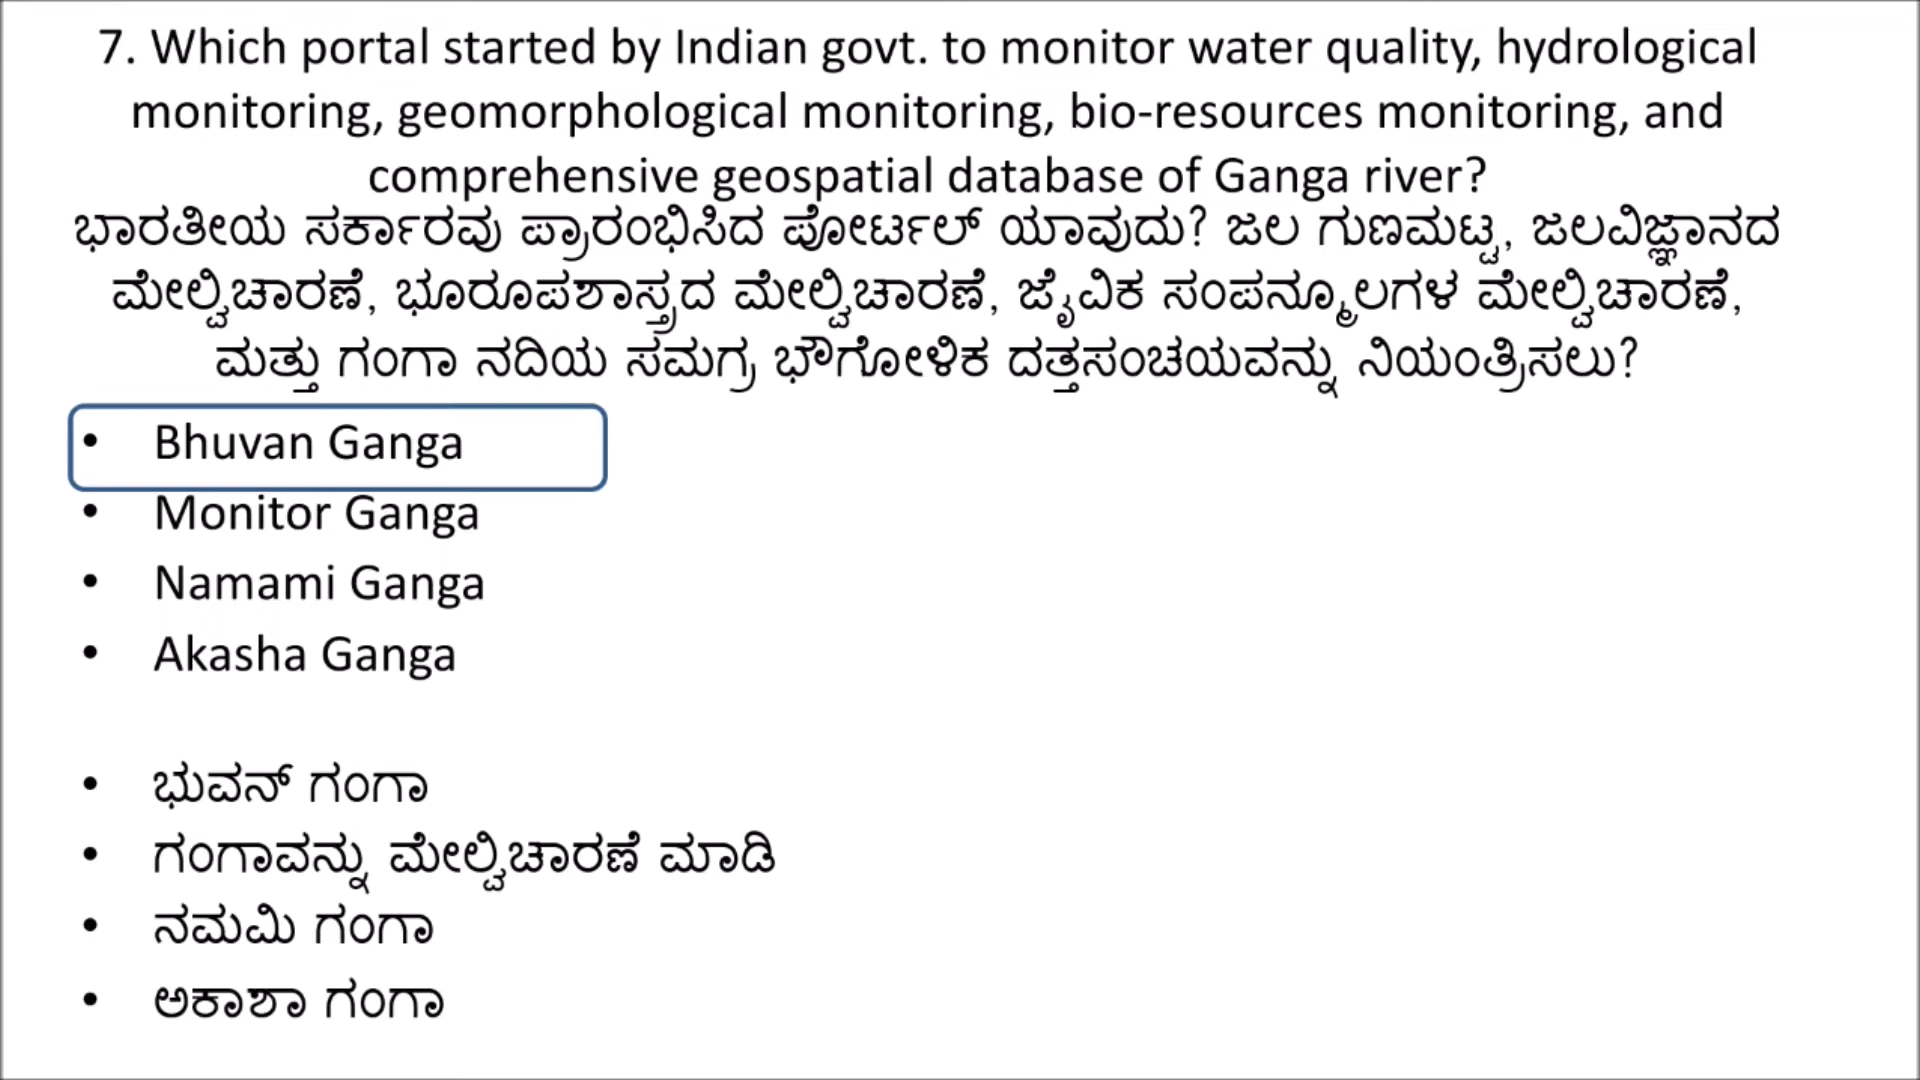 7. Which portal started by Indian govt. to monitor water quality, hydrological
monitoring, geomorphological monitoring, bio-resources monitoring, and
comprehensive geospatial database of Ganga river?
ಭಾರತೀಯ ಸರ್ಕಾರವು ಪ್ರಾರಂಭಿಸಿದ ಪೋರ್ಟಲ್ ಯಾವುದು? ಜಲ ಗುಣಮಟ್ಟ, ಜಲವಿಜ್ಞಾನದ
ಮೇಲ್ವಿಚಾರಣೆ, ಭೂರೂಪಶಾಸ್ತ್ರದ ಮೇಲ್ವಿಚಾರಣೆ, ಜೈವಿಕ ಸಂಪನ್ಮೂಲಗಳ ಮೇಲ್ವಿಚಾರಣೆ,
ಮತ್ತು ಗಂಗಾ ನದಿಯ ಸಮಗ್ರ ಭೌಗೋಳಿಕ ದತ್ತಸಂಚಯವನ್ನು ನಿಯಂತ್ರಿಸಲು?
• Bhuvan Ganga
• Monitor Ganga
• Namami Ganga
• Akasha Ganga
• ಭುವನ್ ಗಂಗಾ
• ಗಂಗಾವನ್ನು ಮೇಲ್ವಿಚಾರಣೆ ಮಾಡಿ
• ನಮಮಿ ಗಂಗಾ
• ಅಕಾಶಾ ಗಂಗಾ